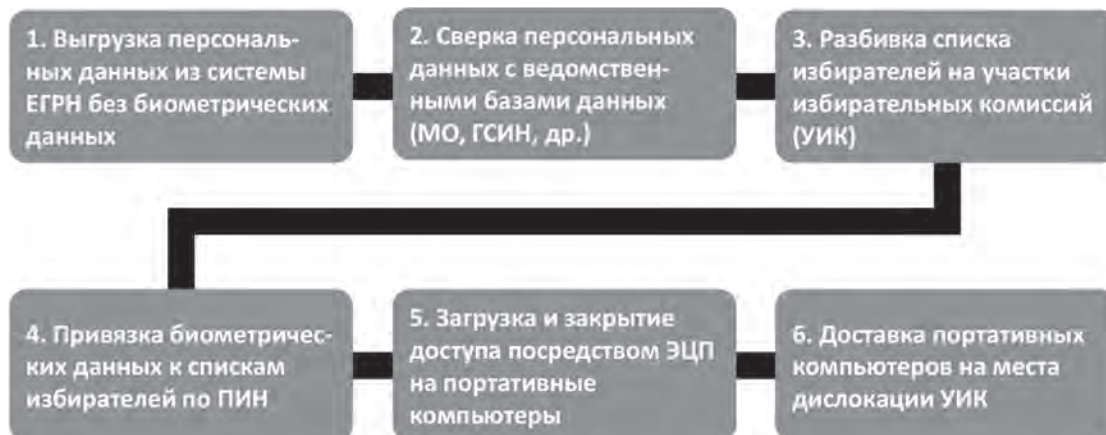 1. Выгрузка персональ-
ных данных из системы
ЕГРН без биометрических
данных
2. Сверка персональных
данных с ведомствен-
ными базами данных
(МО, ГСИН, др.)
3. Разбивка списка
избирателей на участки
избирательных комиссий
(УИК)
4. Привязка биометричес-
ких данных к спискам
избирателей по ПИН
5. Загрузка и закрытие
доступа посредством ЭЦП
на портативные
компьютеры
6. Доставка портативных
компьютеров на места
дислокации УИК